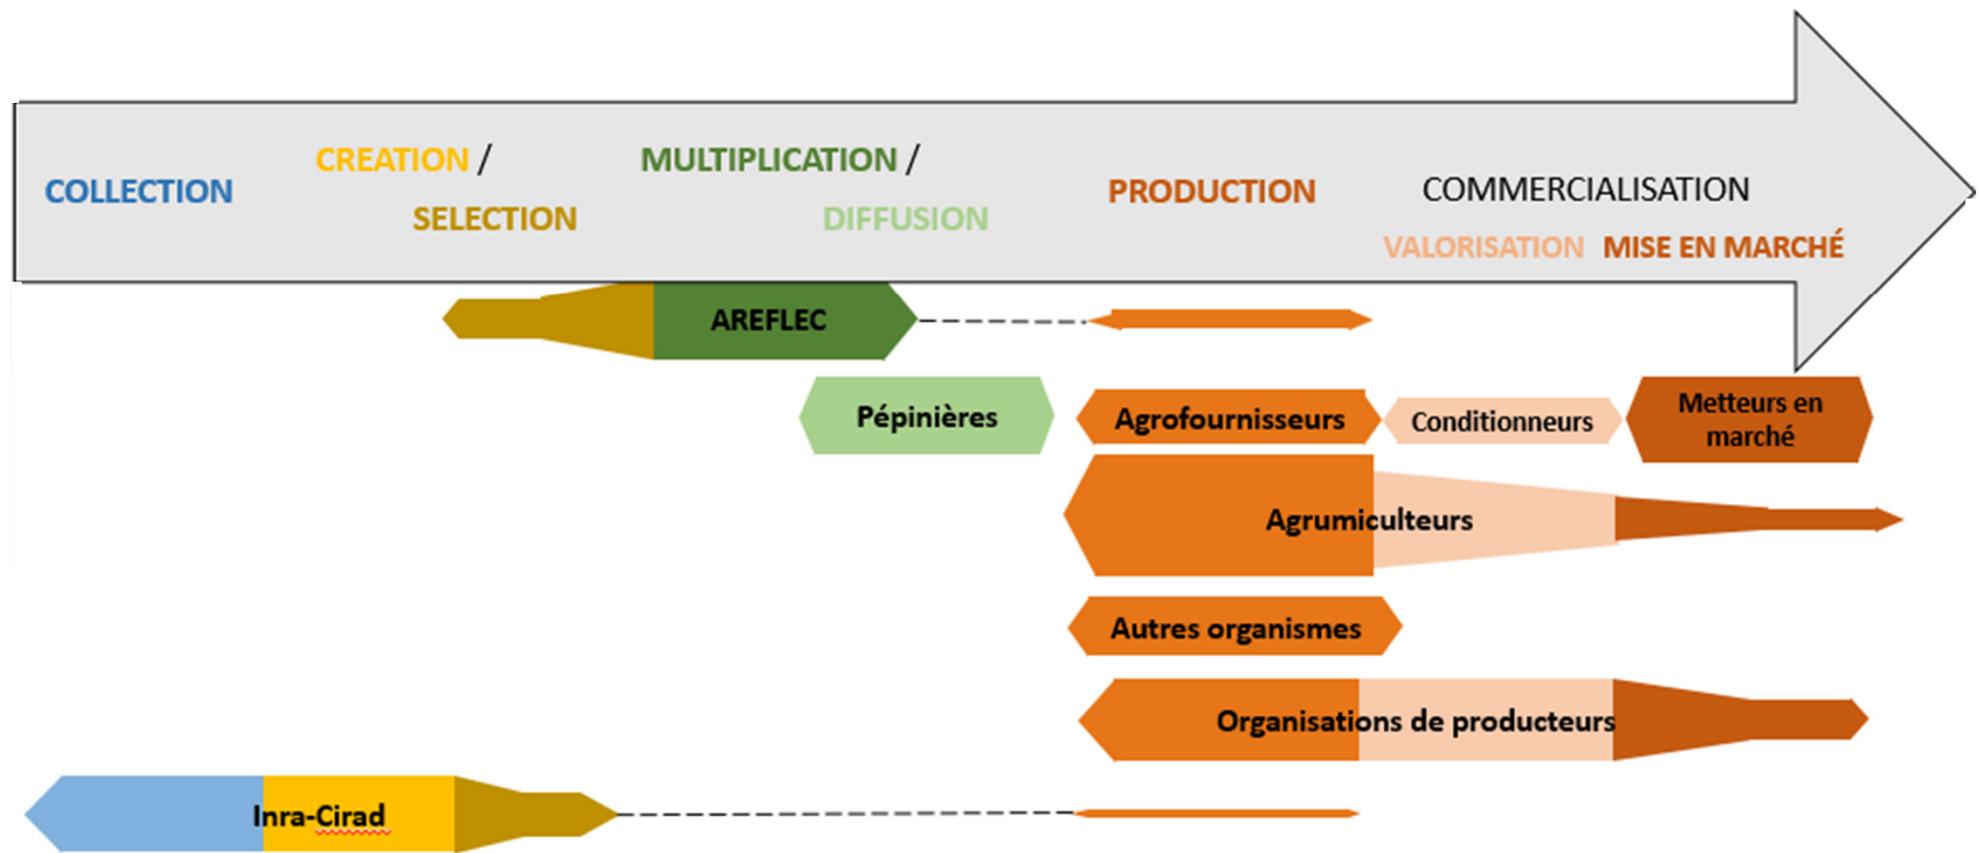 COLLECTION
CREATION /
SELECTION
MULTIPLICATION /
DIFFUSION
PRODUCTION
COMMERCIALISATION
VALORISATION MISE EN MARCHÉ
AREFLEC
Pépinières
Agrofournisseurs
Conditionneurs
Metteurs en
marché
Agrumiculteurs
Autres organismes
Organisations de producteurs
Inra-Cirad